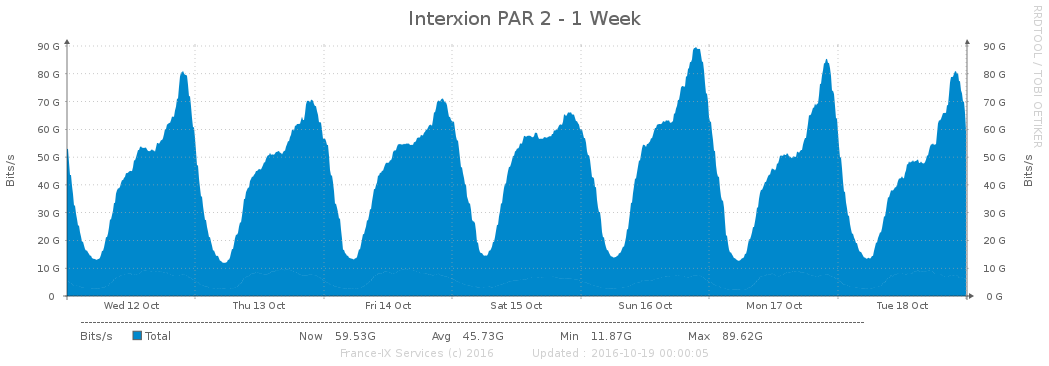 Interxion PAR 2 - 1 Week
RRDTOOL / TOBI OETIKER
Bits/s
90 G
80 G
70 G
60 G
50 G
40 G
30 G
20 G
10 G
0
90 G
80 G
70 G
60 G
50 G
40 G
30 G
20 G
10 G
0 G
Bits/s
Wed 12 Oct Thu 13 Oct Fri 14 Oct Sat 15 Oct Sun 16 Oct Mon 17 Oct Tue 18 Oct
Bits/s Total Now 59.53G Avg 45.73G Min 11.87G Max 89.62G
France-IX Services (c) 2016 Updated : 2016-10-19 00:00:05